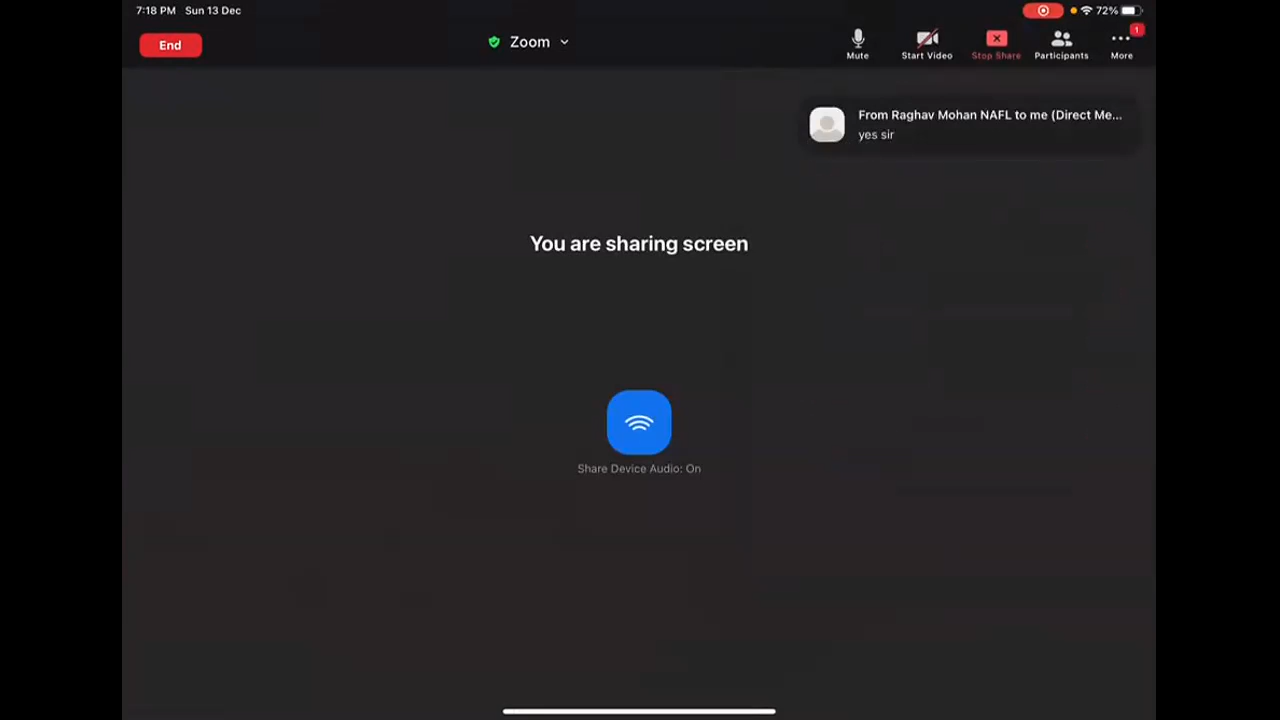 7:18 PM Sun 13 Dec
72%
End
Zoom
Mute
Start Video
Stop Share
Participants
More
1
From Raghav Mohan NAFL to me (Direct Me...
yes sir
You are sharing screen
Share Device Audio: On